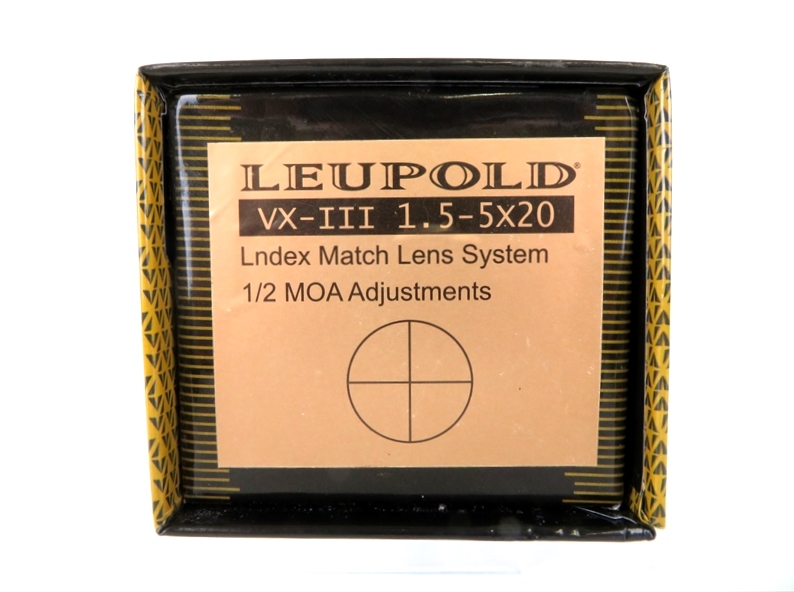 LEUPOLD®
VX-III 1.5-5X20
Lndex Match Lens System
1/2 MOA Adjustments